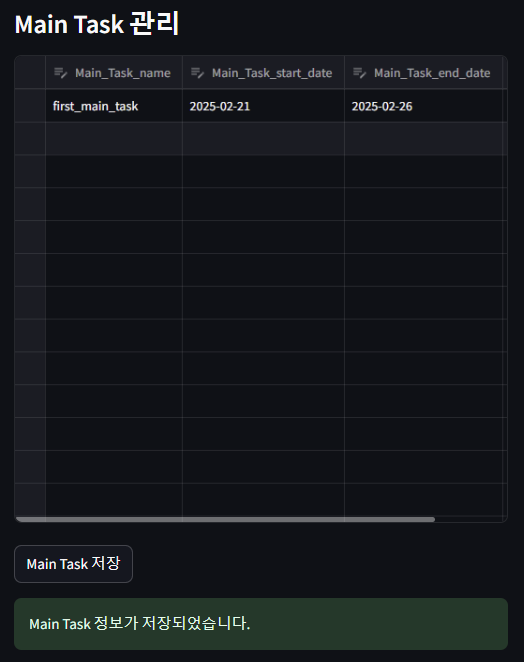 Main Task 관리
Main_Task_name Main_Task_start_date Main_Task_end_date
first_main_task 2025-02-21 2025-02-26
Main Task 저장
Main Task 정보가 저장되었습니다.